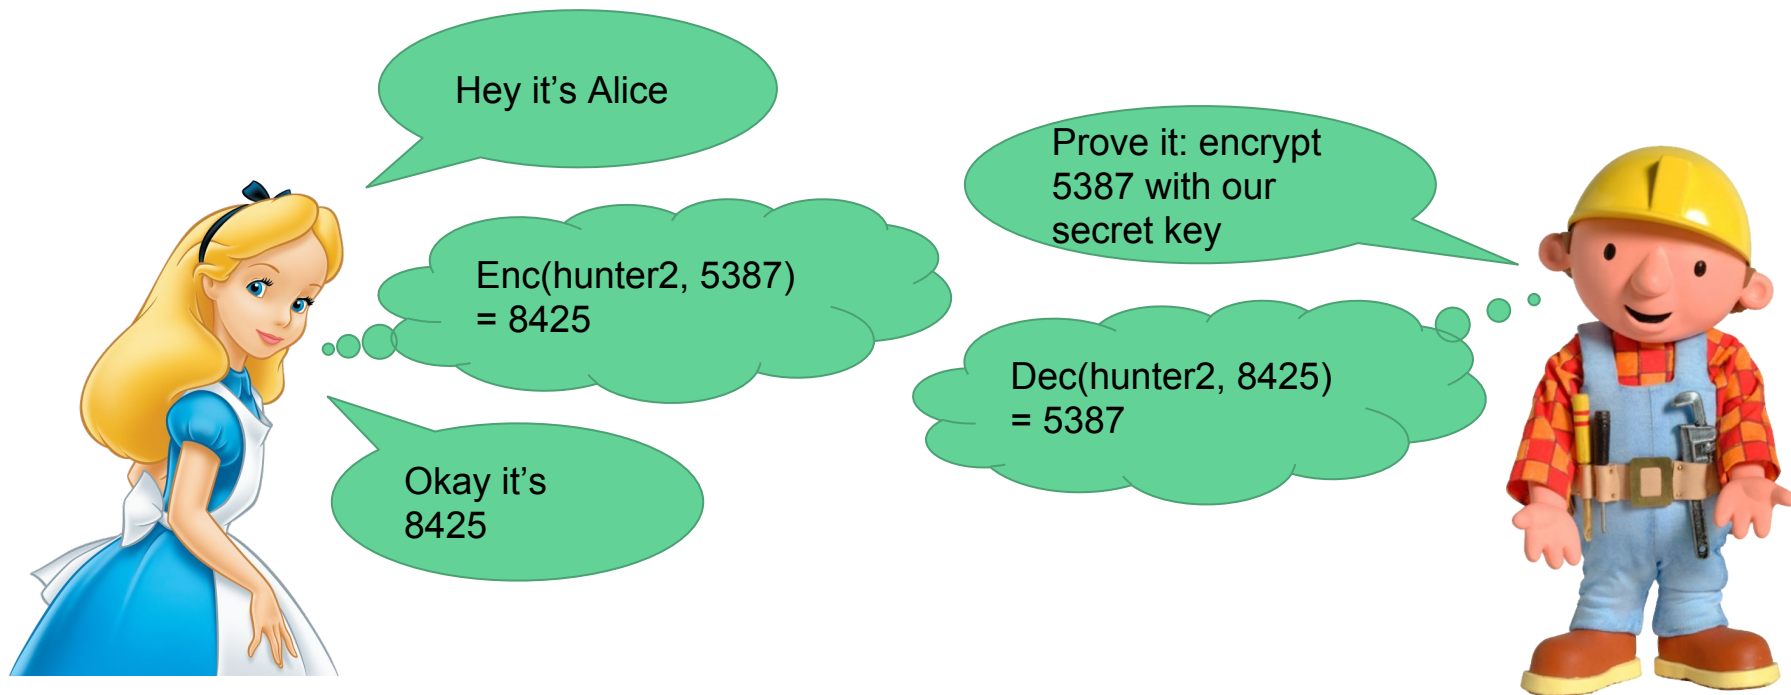 Hey it’s Alice
Prove it: encrypt
5387 with our
secret key
Enc(hunter2, 5387)
= 8425
Okay it’s
8425
Dec(hunter2, 8425)
= 5387